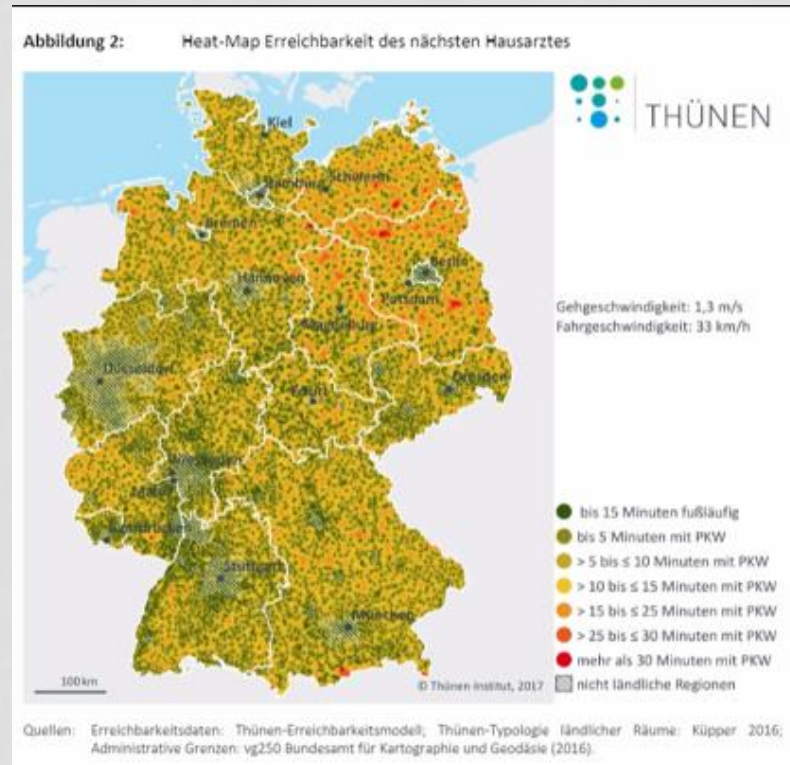 Abbildung 2: Heat-Map Erreichbarkeit des nächsten Hausarztes
THÜNEN
Kiel
Hamburg
Schwerin
Bremen
Berlin
Hannover
Potsdam
Magdeburg
Gehgeschwindigkeit: 1,3 m/s
Fahrgeschwindigkeit: 33 km/h
Düsseldorf
Dresden
Erfurt
Wiesbaden
Mainz
Saarbrücken
Stuttgart
München
bis 15 Minuten fußläufig
bis 5 Minuten mit PKW
> 5 bis ≤ 10 Minuten mit PKW
> 10 bis ≤ 15 Minuten mit PKW
> 15 bis ≤ 25 Minuten mit PKW
> 25 bis ≤ 30 Minuten mit PKW
mehr als 30 Minuten mit PKW
nicht ländliche Regionen
100 km
© Thünen-Institut, 2017
Quellen: Erreichbarkeitsdaten: Thünen-Erreichbarkeitsmodell; Thünen-Typologie ländlicher Räume: Küpper 2016;
Administrative Grenzen: vg250 Bundesamt für Kartographie und Geodäsie (2016).